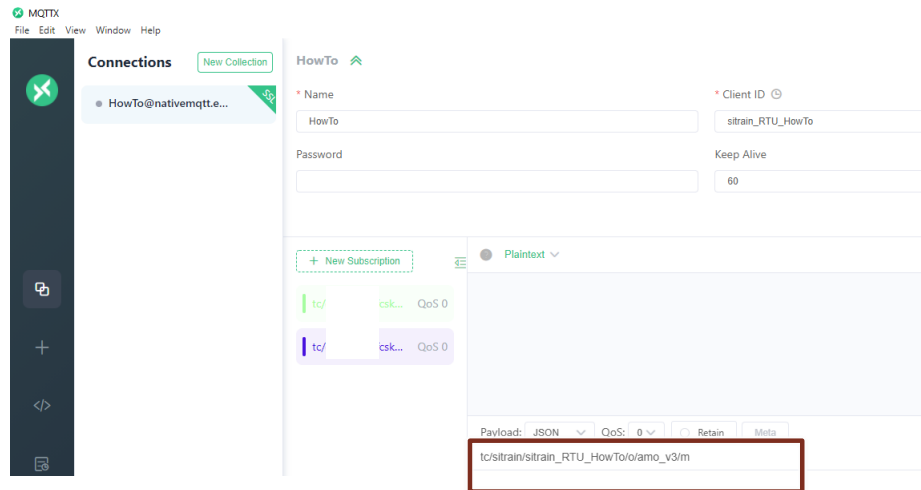 MQTTX
File Edit View Window Help
Connections
New Collection
HowTo@nativemqtt.e...
SSL
HowTo
* Name
* Client ID
HowTo
sitrain_RTU_HowTo
Password
Keep Alive
60
+ New Subscription
Plaintext
tc/ csk... QoS 0
tc/ csk... QoS 0
Payload: JSON QoS: 0 Retain Meta
tc/sitrain/sitrain_RTU_HowTo/o/amo_v3/m